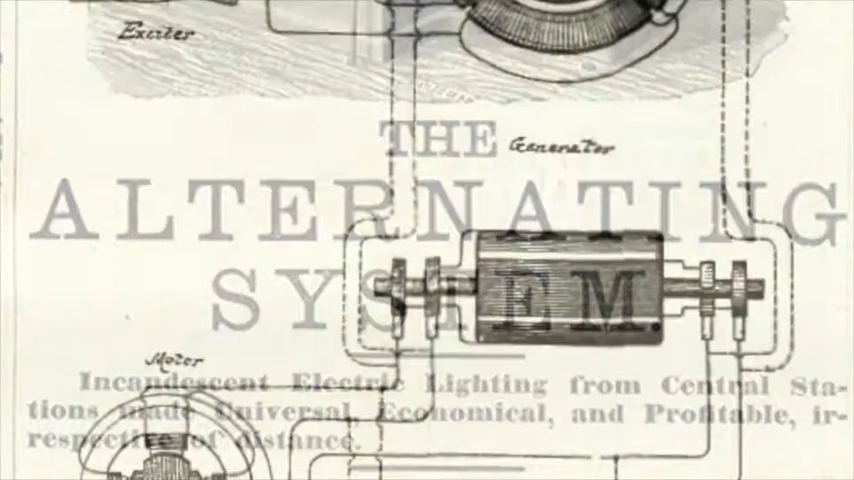 Exciter
THE
Generator
ALTERNATING
SYSTEM.
Motor
Incandescent Electric Lighting from Central Sta-
tions made Universal, Economical, and Profitable, ir-
respective of distance.